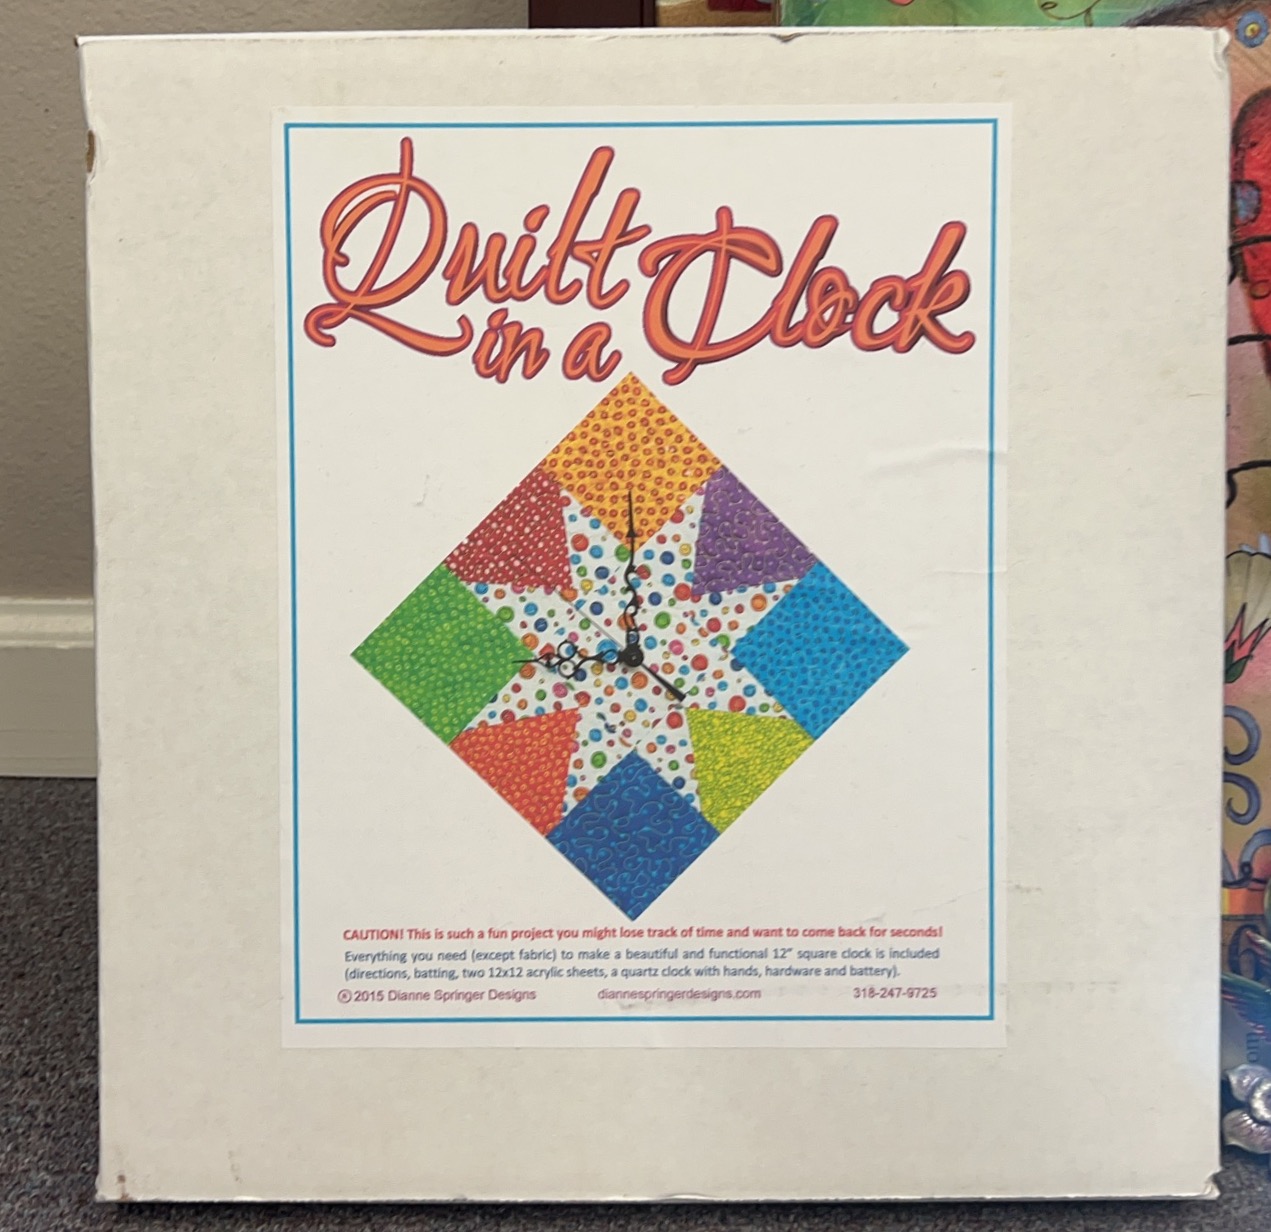 Quilt
in a Clock
CAUTION! This is such a fun project you might lose track of time and want to come back for seconds!
Everything you need (except fabric) to make a beautiful and functional 12" square clock is included
(directions, batting, two 12x12 acrylic sheets, a quartz clock with hands, hardware and battery).
®2015 Dianne Springer Designs diannespringerdesigns.com 318-247-9725